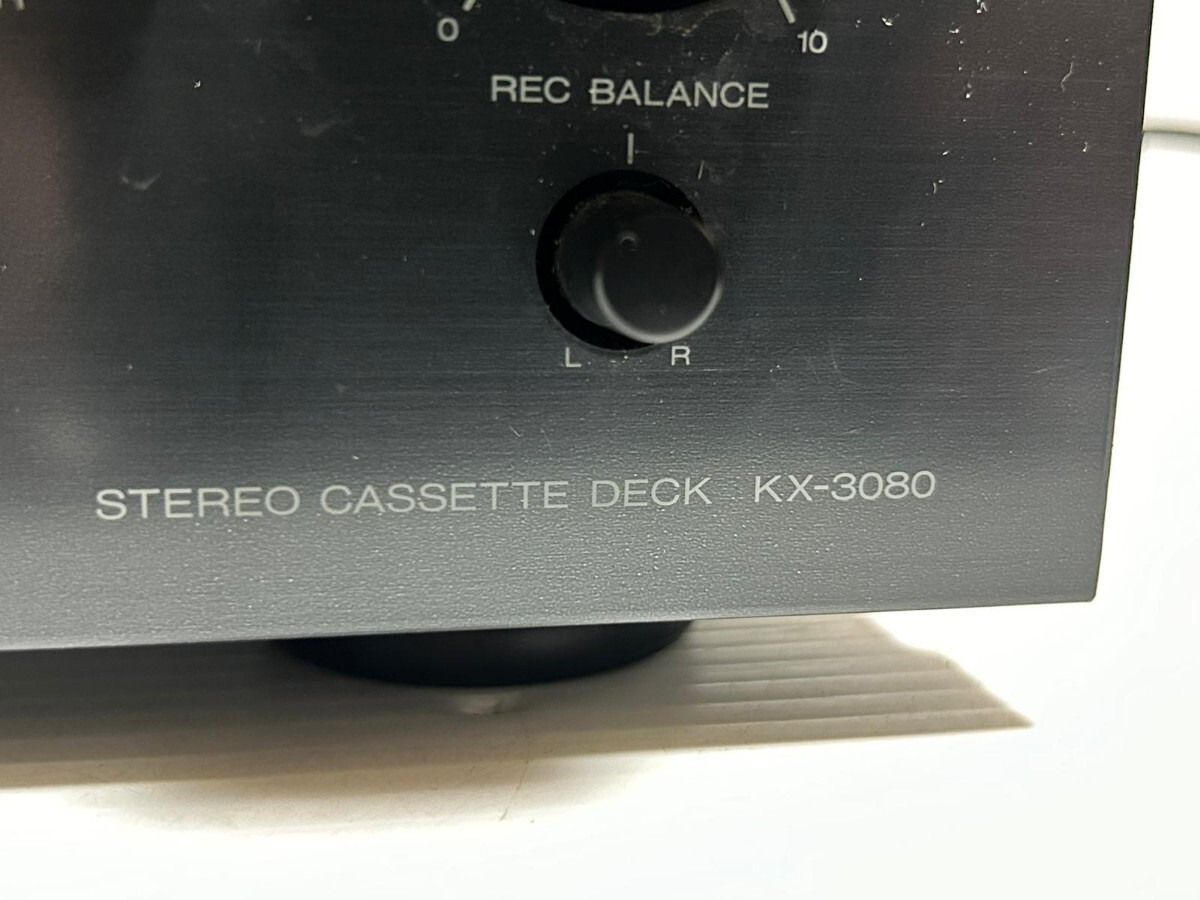 0 10
REC BALANCE
L R
STEREO CASSETTE DECK KX-3080